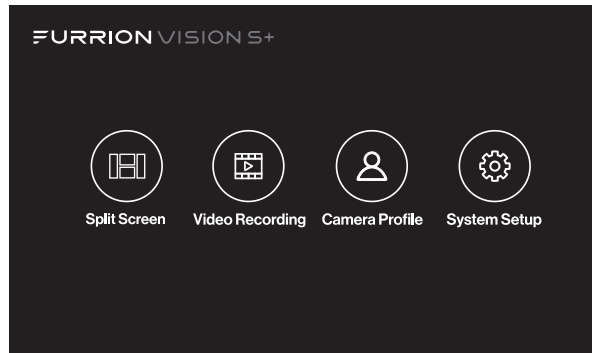 FURRION VISION S+
Split Screen
Video Recording
Camera Profile
System Setup